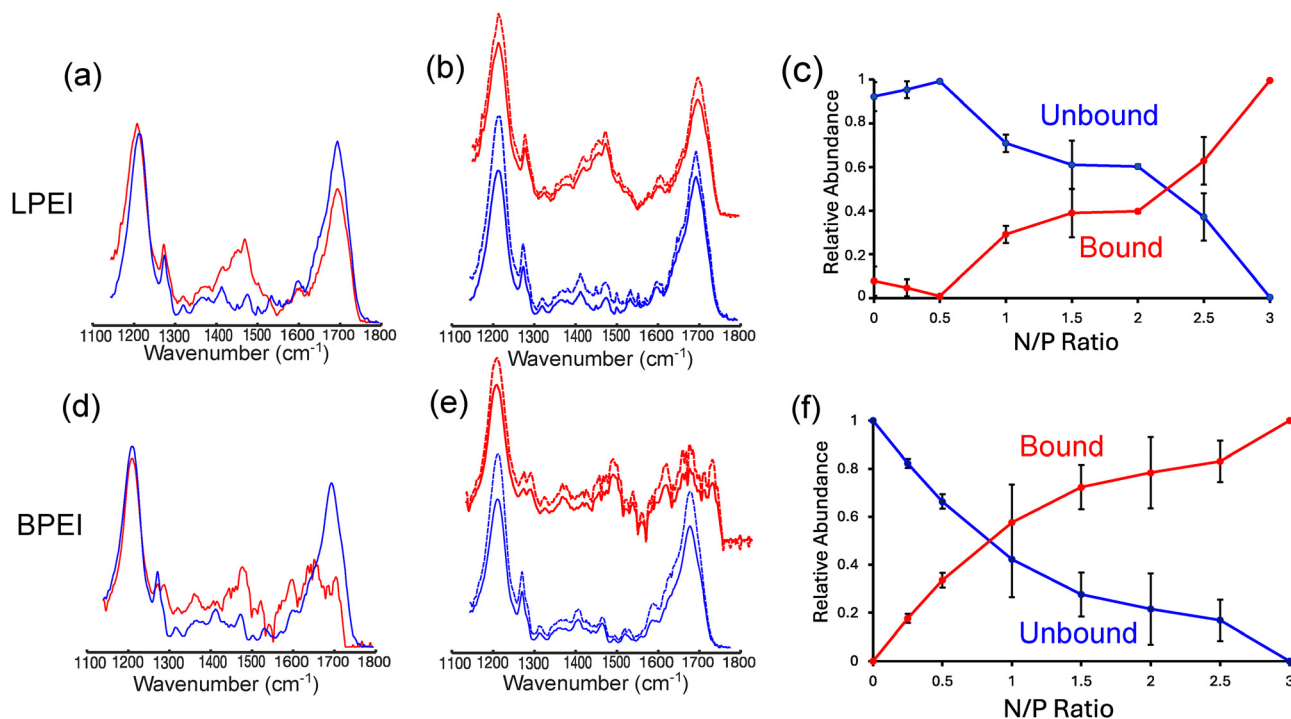 (a)
(b)
(c)
LPEI
1100 1200 1300 1400 1500 1600 1700 1800
Wavenumber (cm⁻¹)
1100 1200 1300 1400 1500 1600 1700 1800
Wavenumber (cm⁻¹)
Relative Abundance
1
0.8
0.6
0.4
0.2
0
Unbound
Bound
0 0.5 1 1.5 2 2.5 3
N/P Ratio
(d)
(e)
(f)
BPEI
1100 1200 1300 1400 1500 1600 1700 1800
Wavenumber (cm⁻¹)
1100 1200 1300 1400 1500 1600 1700 1800
Wavenumber (cm⁻¹)
Relative Abundance
1
0.8
0.6
0.4
0.2
0
Bound
Unbound
0 0.5 1 1.5 2 2.5 3
N/P Ratio